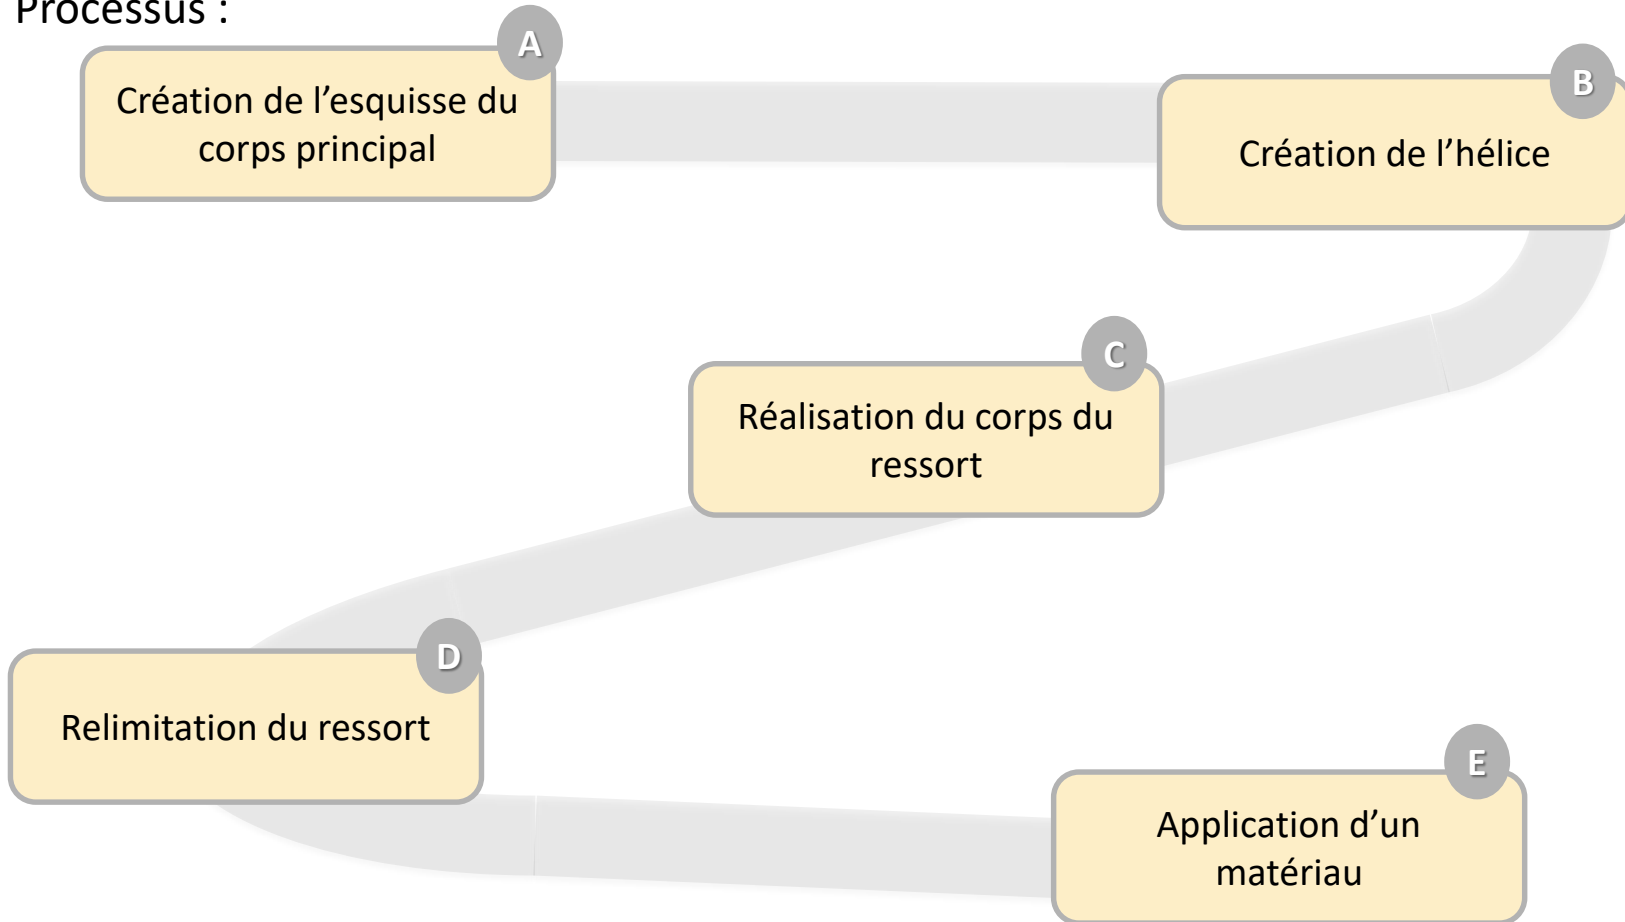 Processus :
A
Création de l’esquisse du
corps principal
B
Création de l’hélice
C
Réalisation du corps du
ressort
D
Relimitation du ressort
E
Application d’un
matériau